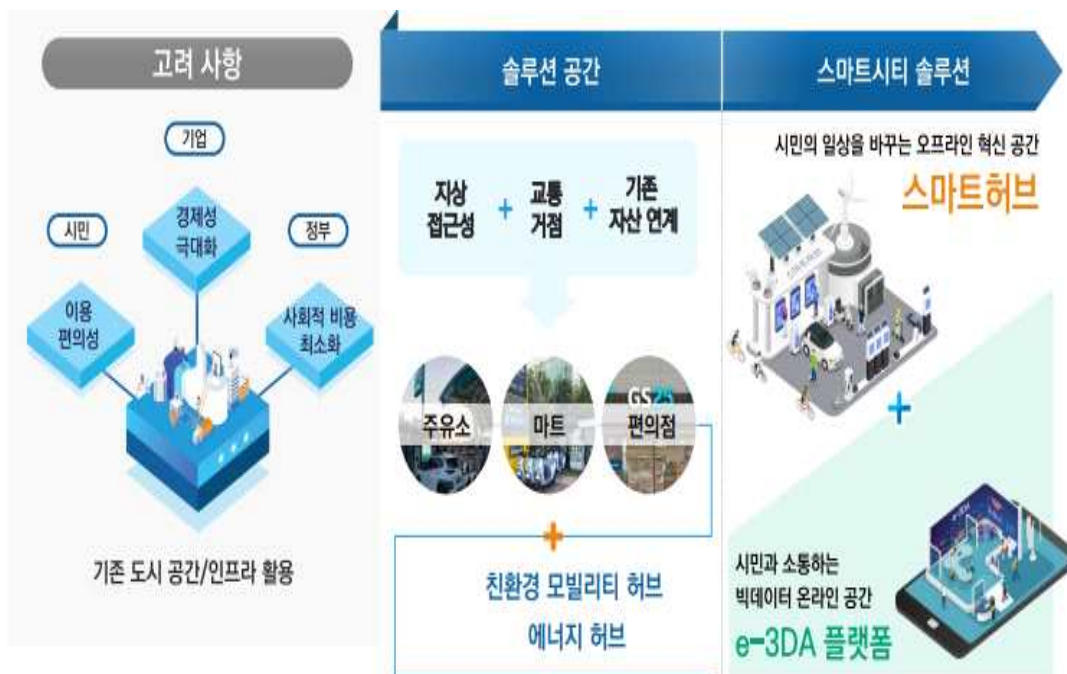 고려 사항
기업
경제성
극대화
시민
정부
이용
편의성
사회적 비용
최소화
기존 도시 공간/인프라 활용
솔루션 공간
지상
접근성
+
교통
거점
+
기존
자산 연계
주유소
마트
GS25
편의점
+
친환경 모빌리티 허브
에너지 허브
스마트시티 솔루션
시민의 일상을 바꾸는 오프라인 혁신 공간
스마트허브
+
시민과 소통하는
빅데이터 온라인 공간
e-3DA 플랫폼